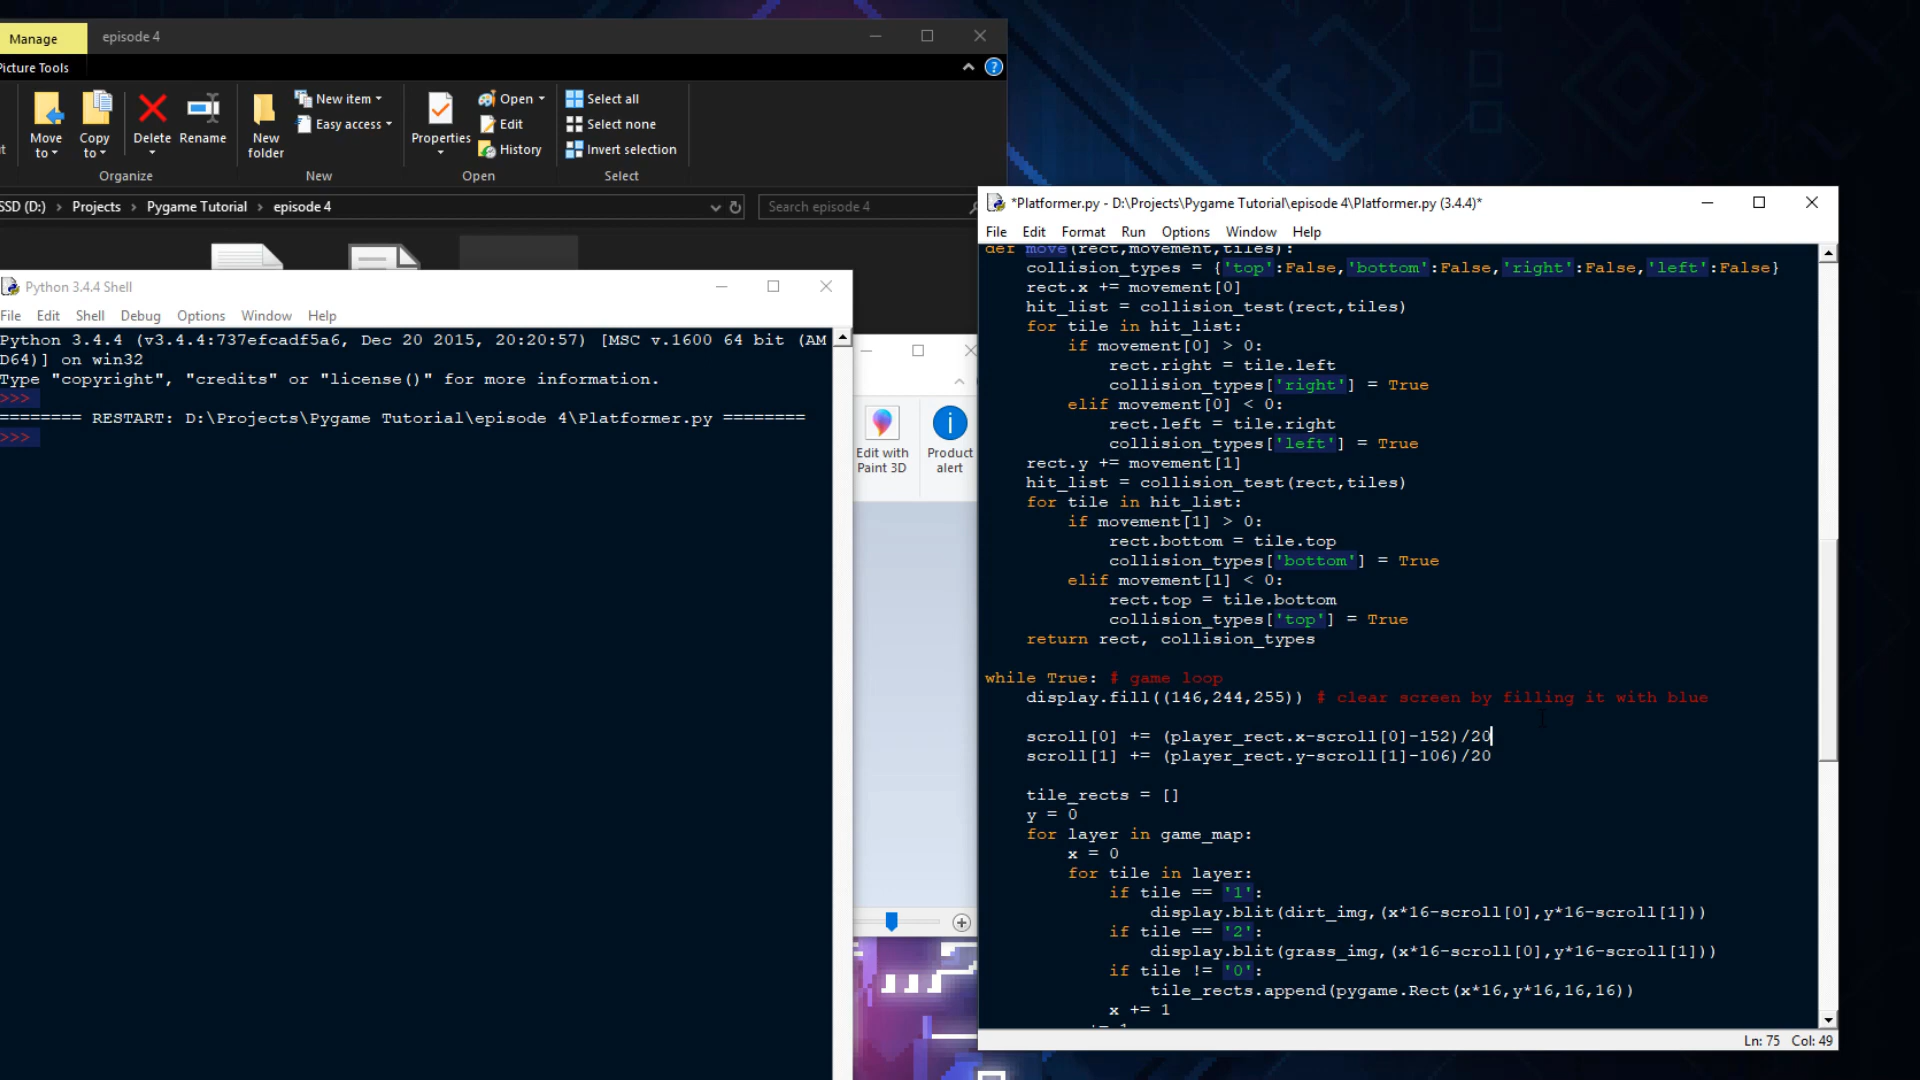 Manage
episode 4
Picture Tools
Move to
Copy to
Delete
Rename
New folder
New item
Easy access
Properties
Open
Edit
History
Select all
Select none
Invert selection
Organize
New
Open
Select
SSD (D:) > Projects > Pygame Tutorial > episode 4
Search episode 4
Python 3.4.4 Shell
File Edit Shell Debug Options Window Help
Python 3.4.4 (v3.4.4:737efcadf5a6, Dec 20 2015, 20:20:57) [MSC v.1600 64 bit (AM
D64)] on win32
Type "copyright", "credits" or "license()" for more information.
>>>
======== RESTART: D:\Projects\Pygame Tutorial\episode 4\Platformer.py ========
>>>
Edit with Paint 3D
Product alert
*Platformer.py - D:\Projects\Pygame Tutorial\episode 4\Platformer.py (3.4.4)*
File Edit Format Run Options Window Help
def move(rect,movement,tiles):
    collision_types = {'top':False,'bottom':False,'right':False,'left':False}
    rect.x += movement[0]
    hit_list = collision_test(rect,tiles)
    for tile in hit_list:
        if movement[0] > 0:
            rect.right = tile.left
            collision_types['right'] = True
        elif movement[0] < 0:
            rect.left = tile.right
            collision_types['left'] = True
    rect.y += movement[1]
    hit_list = collision_test(rect,tiles)
    for tile in hit_list:
        if movement[1] > 0:
            rect.bottom = tile.top
            collision_types['bottom'] = True
        elif movement[1] < 0:
            rect.top = tile.bottom
            collision_types['top'] = True
    return rect, collision_types
while True: # game loop
    display.fill((146,244,255)) # clear screen by filling it with blue
    scroll[0] += (player_rect.x-scroll[0]-152)/20
    scroll[1] += (player_rect.y-scroll[1]-106)/20
    tile_rects = []
    y = 0
    for layer in game_map:
        x = 0
        for tile in layer:
            if tile == '1':
                display.blit(dirt_img,(x*16-scroll[0],y*16-scroll[1]))
            if tile == '2':
                display.blit(grass_img,(x*16-scroll[0],y*16-scroll[1]))
            if tile != '0':
                tile_rects.append(pygame.Rect(x*16,y*16,16,16))
            x += 1
Ln: 75 Col: 49